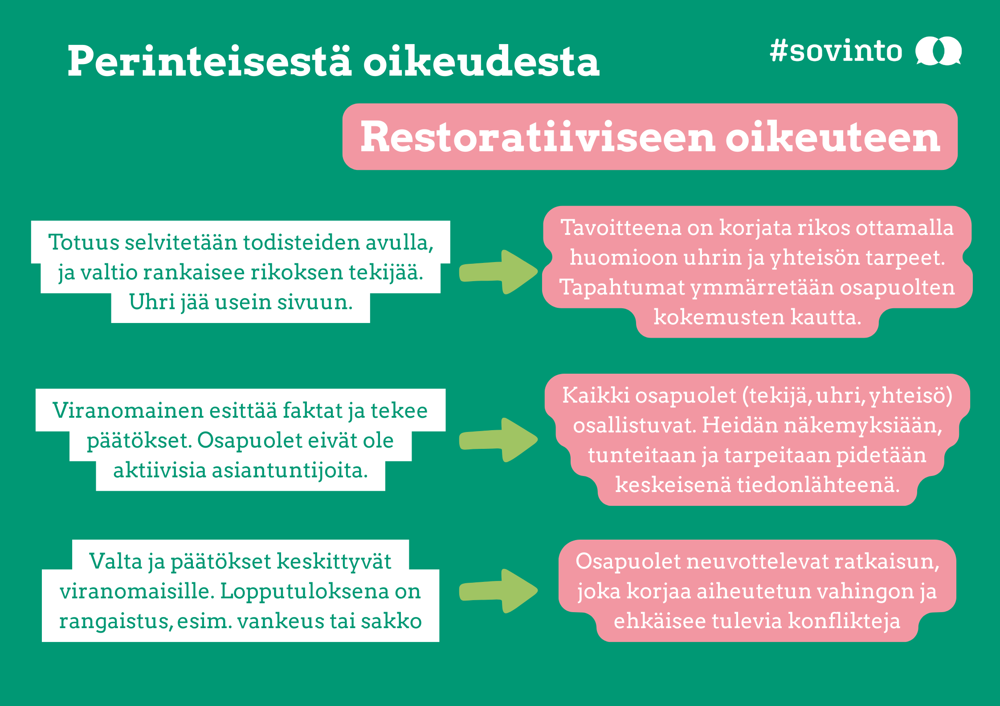 Perinteisestä oikeudesta
#sovinto
Restoratiiviseen oikeuteen
Totuus selvitetään todisteiden avulla,
ja valtio rankaisee rikoksen tekijää.
Uhri jää usein sivuun.
Tavoitteena on korjata rikos ottamalla
huomioon uhrin ja yhteisön tarpeet.
Tapahtumat ymmärretään osapuolten
kokemusten kautta.
Viranomainen esittää faktat ja tekee
päätökset. Osapuolet eivät ole
aktiivisia asiantuntijoita.
Kaikki osapuolet (tekijä, uhri, yhteisö)
osallistuvat. Heidän näkemyksiään,
tunteitaan ja tarpeitaan pidetään
keskeisenä tiedonlähteenä.
Valta ja päätökset keskittyvät
viranomaisille. Lopputuloksena on
rangaistus, esim. vankeus tai sakko
Osapuolet neuvottelevat ratkaisun,
joka korjaa aiheutetun vahingon ja
ehkäisee tulevia konflikteja